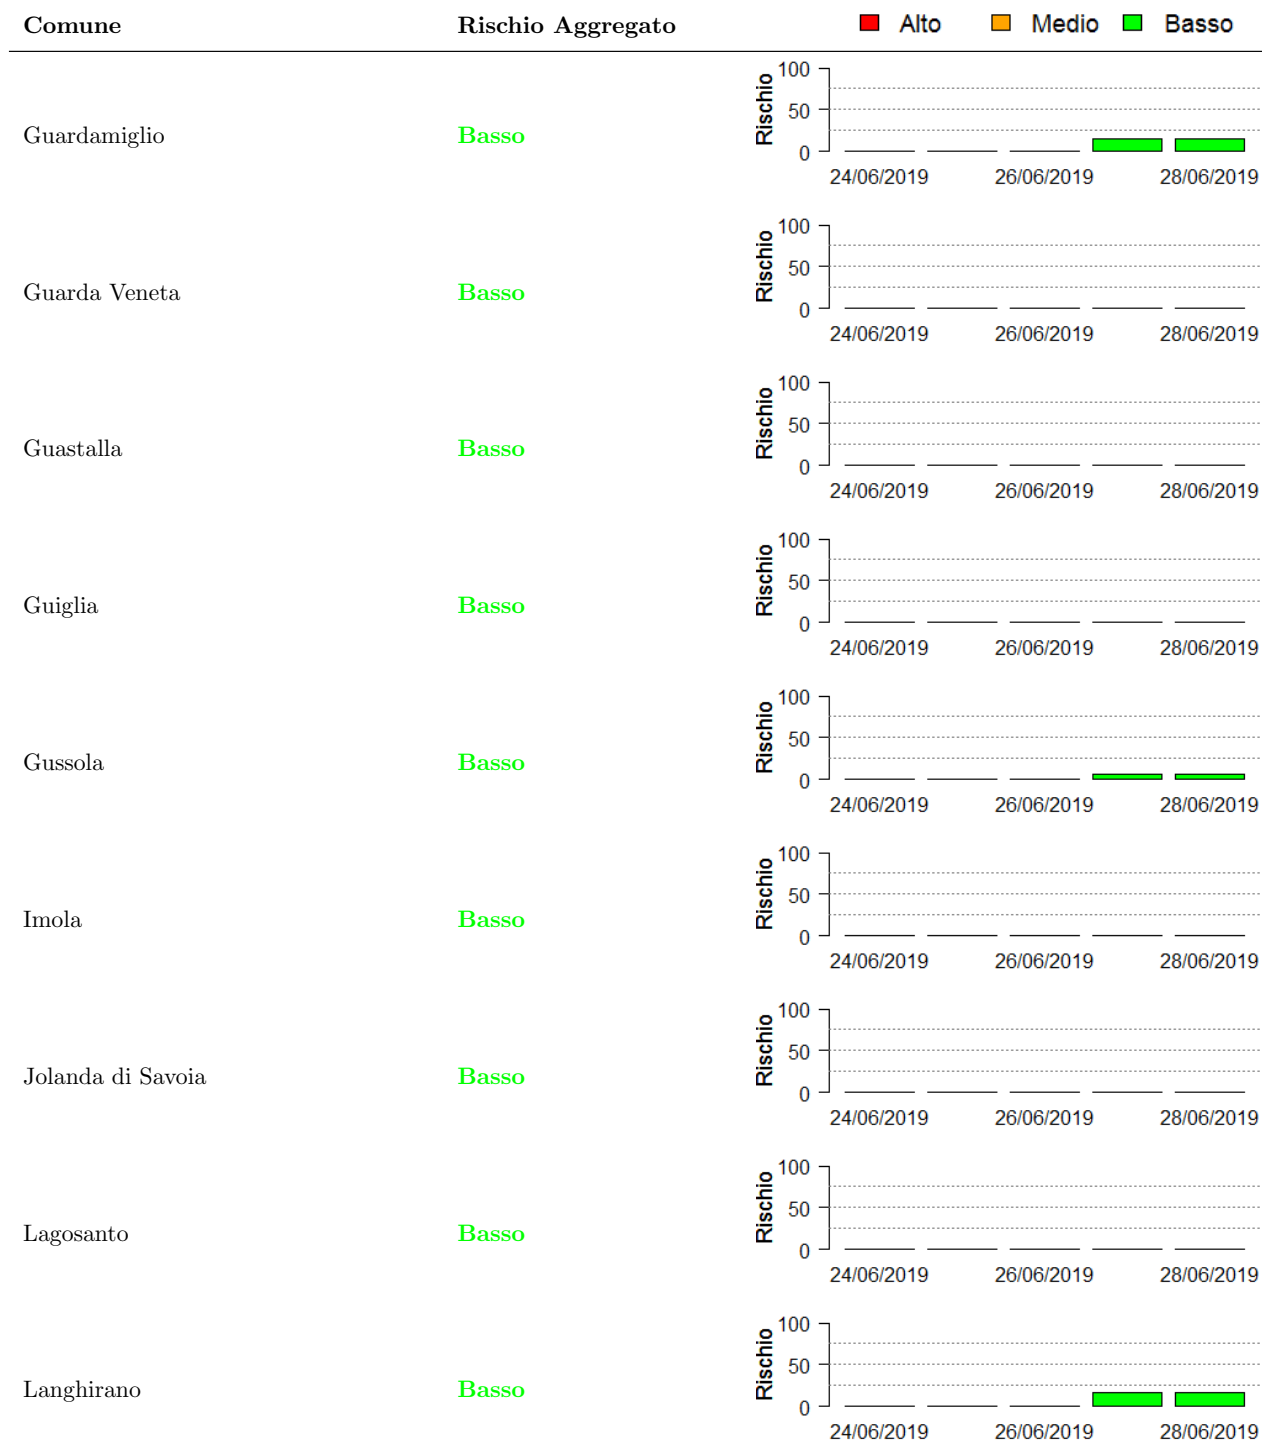 Comune Rischio Aggregato Alto Medio Basso
100
50
0
Rischio
Guardamiglio Basso
24/06/2019 26/06/2019 28/06/2019
100
50
0
Rischio
Guarda Veneta Basso
24/06/2019 26/06/2019 28/06/2019
100
50
0
Rischio
Guastalla Basso
24/06/2019 26/06/2019 28/06/2019
100
50
0
Rischio
Guiglia Basso
24/06/2019 26/06/2019 28/06/2019
100
50
0
Rischio
Gussola Basso
24/06/2019 26/06/2019 28/06/2019
100
50
0
Rischio
Imola Basso
24/06/2019 26/06/2019 28/06/2019
100
50
0
Rischio
Jolanda di Savoia Basso
24/06/2019 26/06/2019 28/06/2019
100
50
0
Rischio
Lagosanto Basso
24/06/2019 26/06/2019 28/06/2019
100
50
0
Rischio
Langhirano Basso
24/06/2019 26/06/2019 28/06/2019